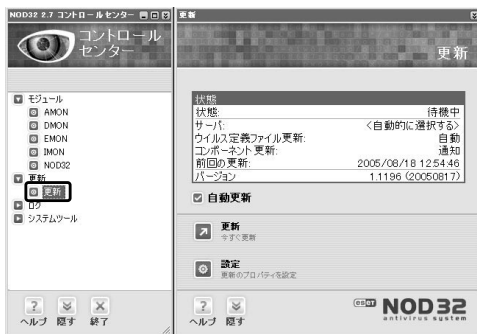 NOD32 2.7 コントロールセンター
コントロール
センター
モジュール
AMON
DMON
EMON
IMON
NOD32
更新
更新
ログ
システムツール
ヘルプ 隠す 終了
更新
更新
状態
状態: 待機中
サーバ: <自動的に選択する>
ウイルス定義ファイル更新: 自動
コンポーネント更新: 通知
前回の更新: 2005/08/18 12:54:46
バージョン 1.1196 (20050817)
自動更新
更新
今すぐ更新
設定
更新のプロパティを設定
ヘルプ 隠す
eset NOD32
antivirus system